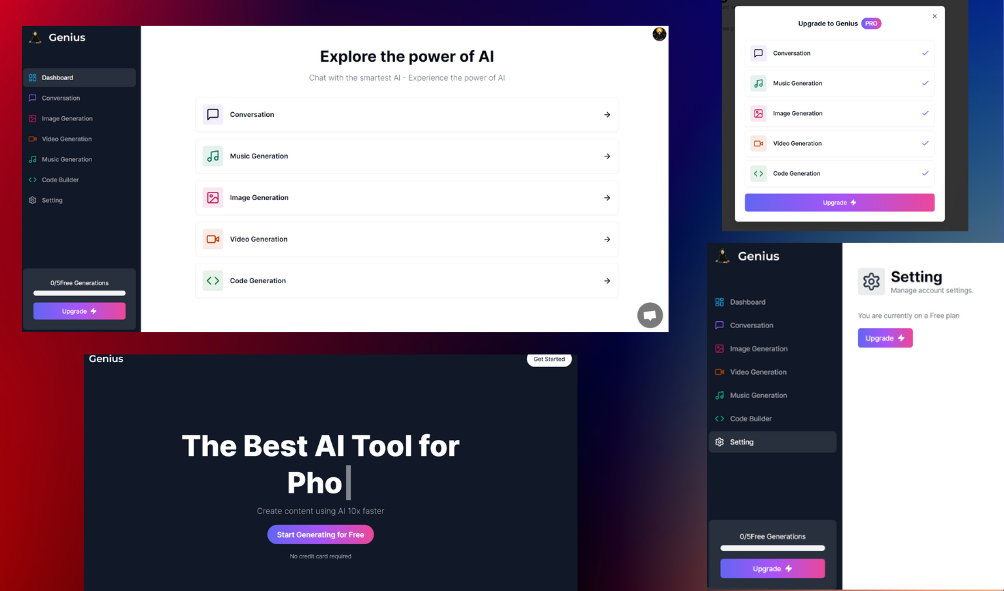 Genius
Dashboard
Conversation
Image Generation
Video Generation
Music Generation
Code Builder
Setting
0/5Free Generations
Upgrade
Explore the power of AI
Chat with the smartest AI - Experience the power of AI
Conversation
Music Generation
Image Generation
Video Generation
Code Generation
Upgrade to Genius PRO
Conversation
Music Generation
Image Generation
Video Generation
Code Generation
Upgrade
Genius
Get Started
The Best AI Tool for
Pho
Create content using AI 10x faster
Start Generating for Free
No credit card required
Genius
Dashboard
Conversation
Image Generation
Video Generation
Music Generation
Code Builder
Setting
0/5Free Generations
Upgrade
Setting
Manage account settings.
You are currently on a Free plan
Upgrade